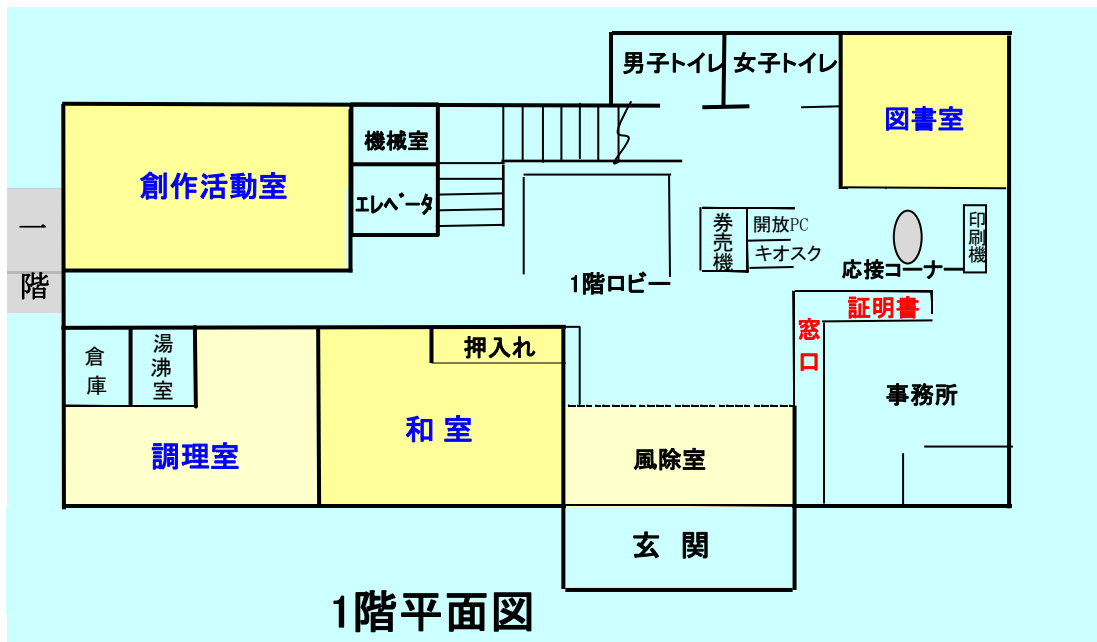 男子トイレ
女子トイレ
図書室
機械室
創作活動室
エレベータ
一階
券売機
開放PC
キオスク
印刷機
応接コーナー
1階ロビー
証明書
窓口
倉庫
湯沸室
押入れ
事務所
調理室
和 室
風除室
玄 関
1階平面図